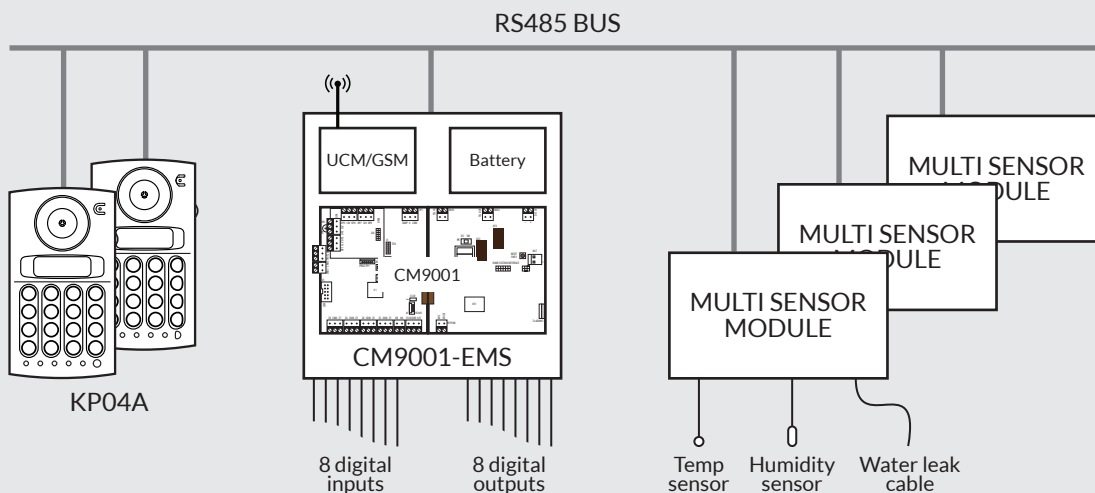 RS485 BUS
UCM/GSM
Battery
CM9001
CM9001-EMS
KP04A
8 digital
inputs
8 digital
outputs
MULTI SENSOR
MODULE
MULTI SENSOR
MODULE
MULTI SENSOR
MODULE
Temp
sensor
Humidity
sensor
Water leak
cable